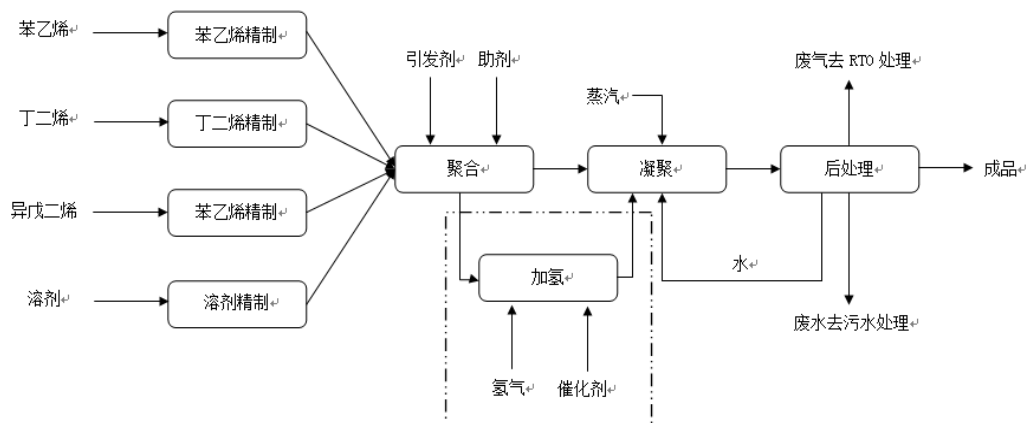 苯乙烯
苯乙烯精制
引发剂
助剂
废气去 RTO 处理
蒸汽
丁二烯
丁二烯精制
聚合
凝聚
后处理
成品
异戊二烯
苯乙烯精制
水
加氢
溶剂
溶剂精制
废水去污水处理
氢气
催化剂